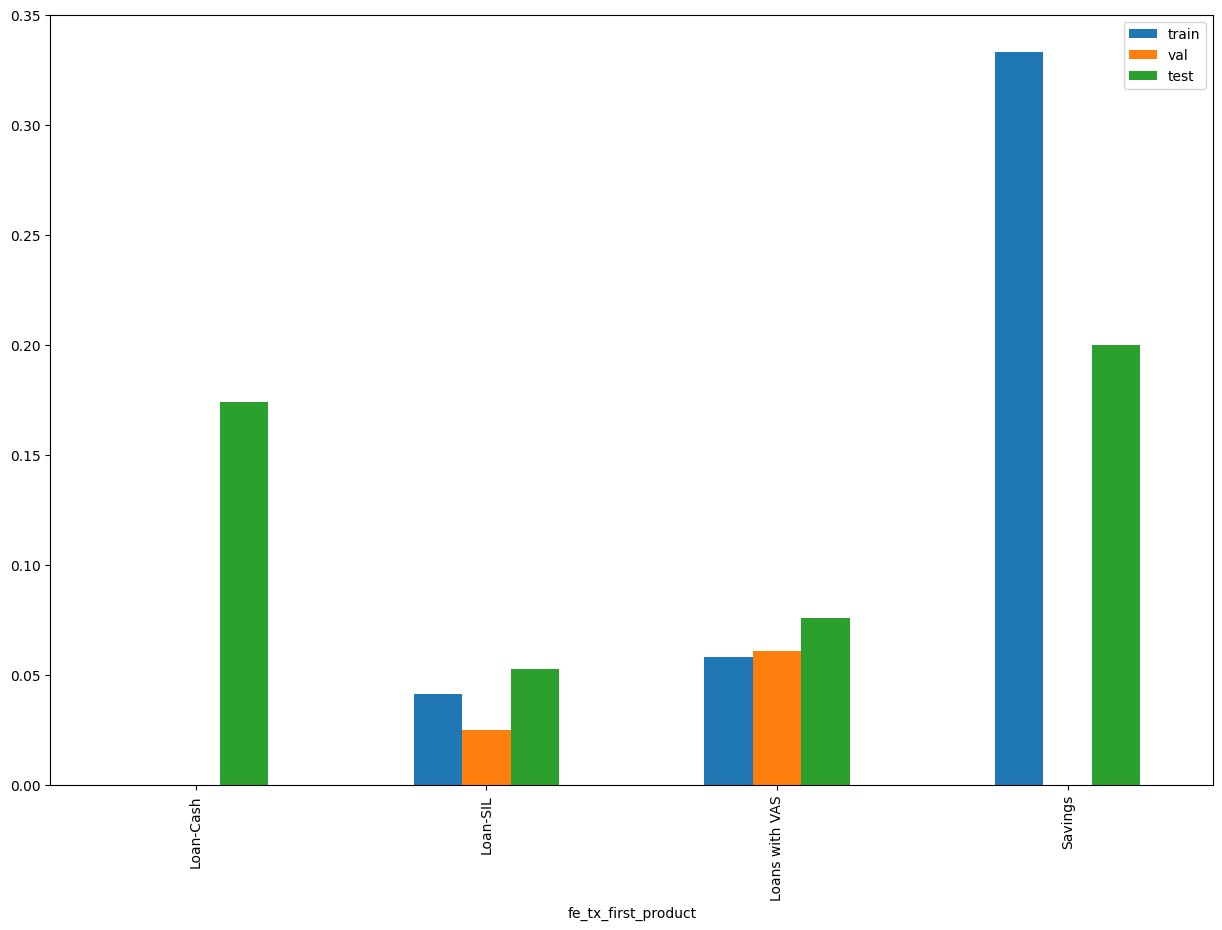 0.35
0.30
0.25
0.20
0.15
0.10
0.05
0.00
train
val
test
Loan-Cash
Loan-SIL
Loans with VAS
Savings
fe_tx_first_product